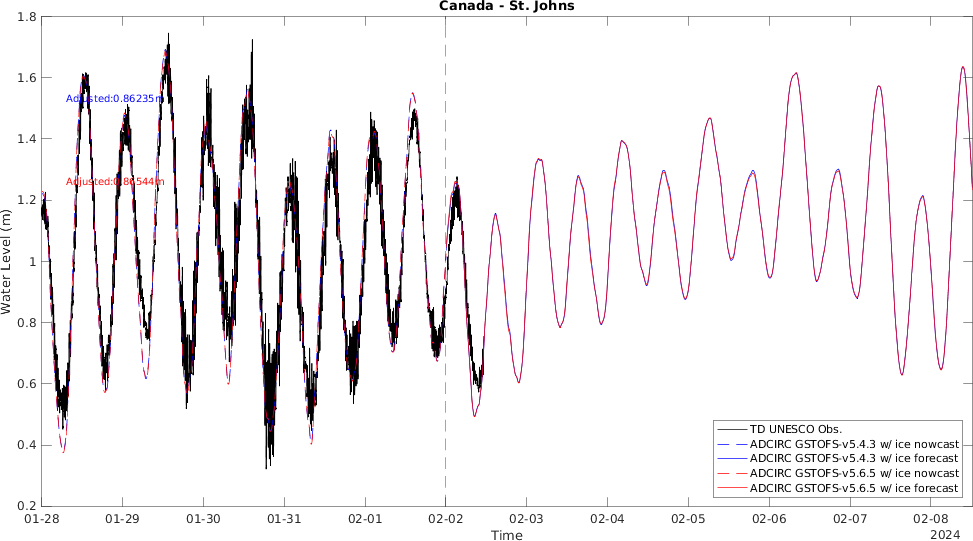 Canada - St. Johns
1.8
1.6
1.4
1.2
1
0.8
0.6
0.4
0.2
Water Level (m)
Adjusted:0.86235m
Adjusted:0.86544m
TD UNESCO Obs.
ADCIRC GSTOFS-v5.4.3 w/ ice nowcast
ADCIRC GSTOFS-v5.4.3 w/ ice forecast
ADCIRC GSTOFS-v5.6.5 w/ ice nowcast
ADCIRC GSTOFS-v5.6.5 w/ ice forecast
01-28 01-29 01-30 01-31 02-01 02-02 02-03 02-04 02-05 02-06 02-07 02-08
Time
2024